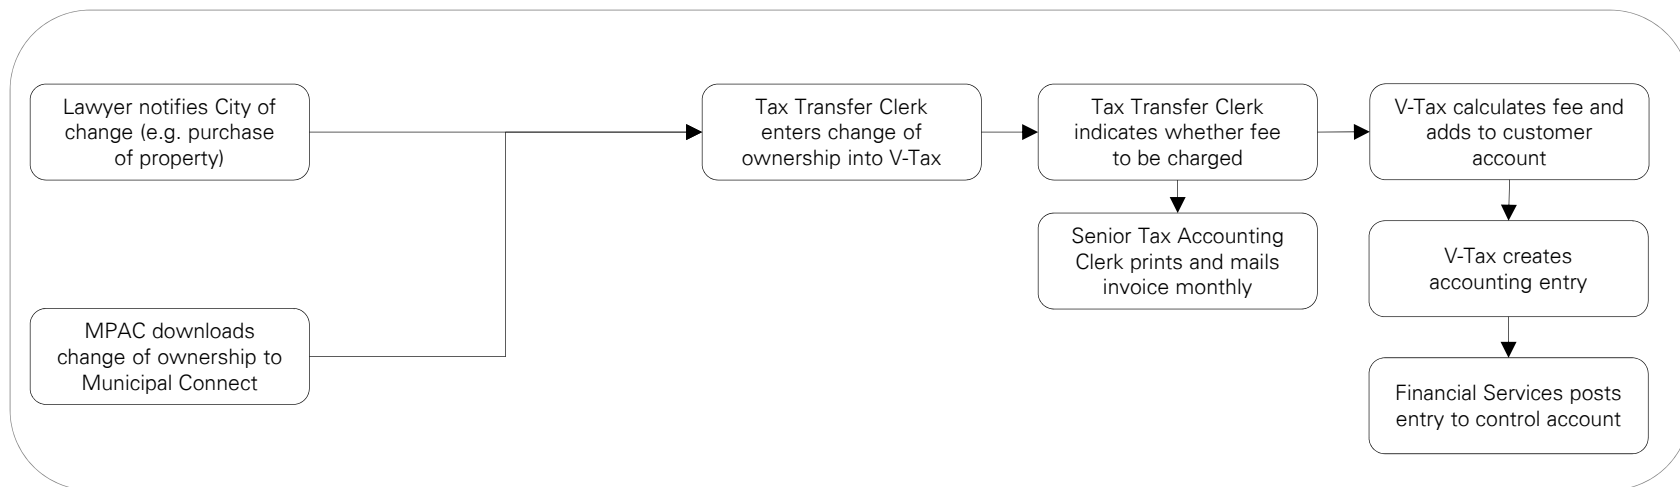 Lawyer notifies City of
change (e.g. purchase
of property)
MPAC downloads
change of ownership to
Municipal Connect
Tax Transfer Clerk
enters change of
ownership into V-Tax
Tax Transfer Clerk
indicates whether fee
to be charged
Senior Tax Accounting
Clerk prints and mails
invoice monthly
V-Tax calculates fee and
adds to customer
account
V-Tax creates
accounting entry
Financial Services posts
entry to control account